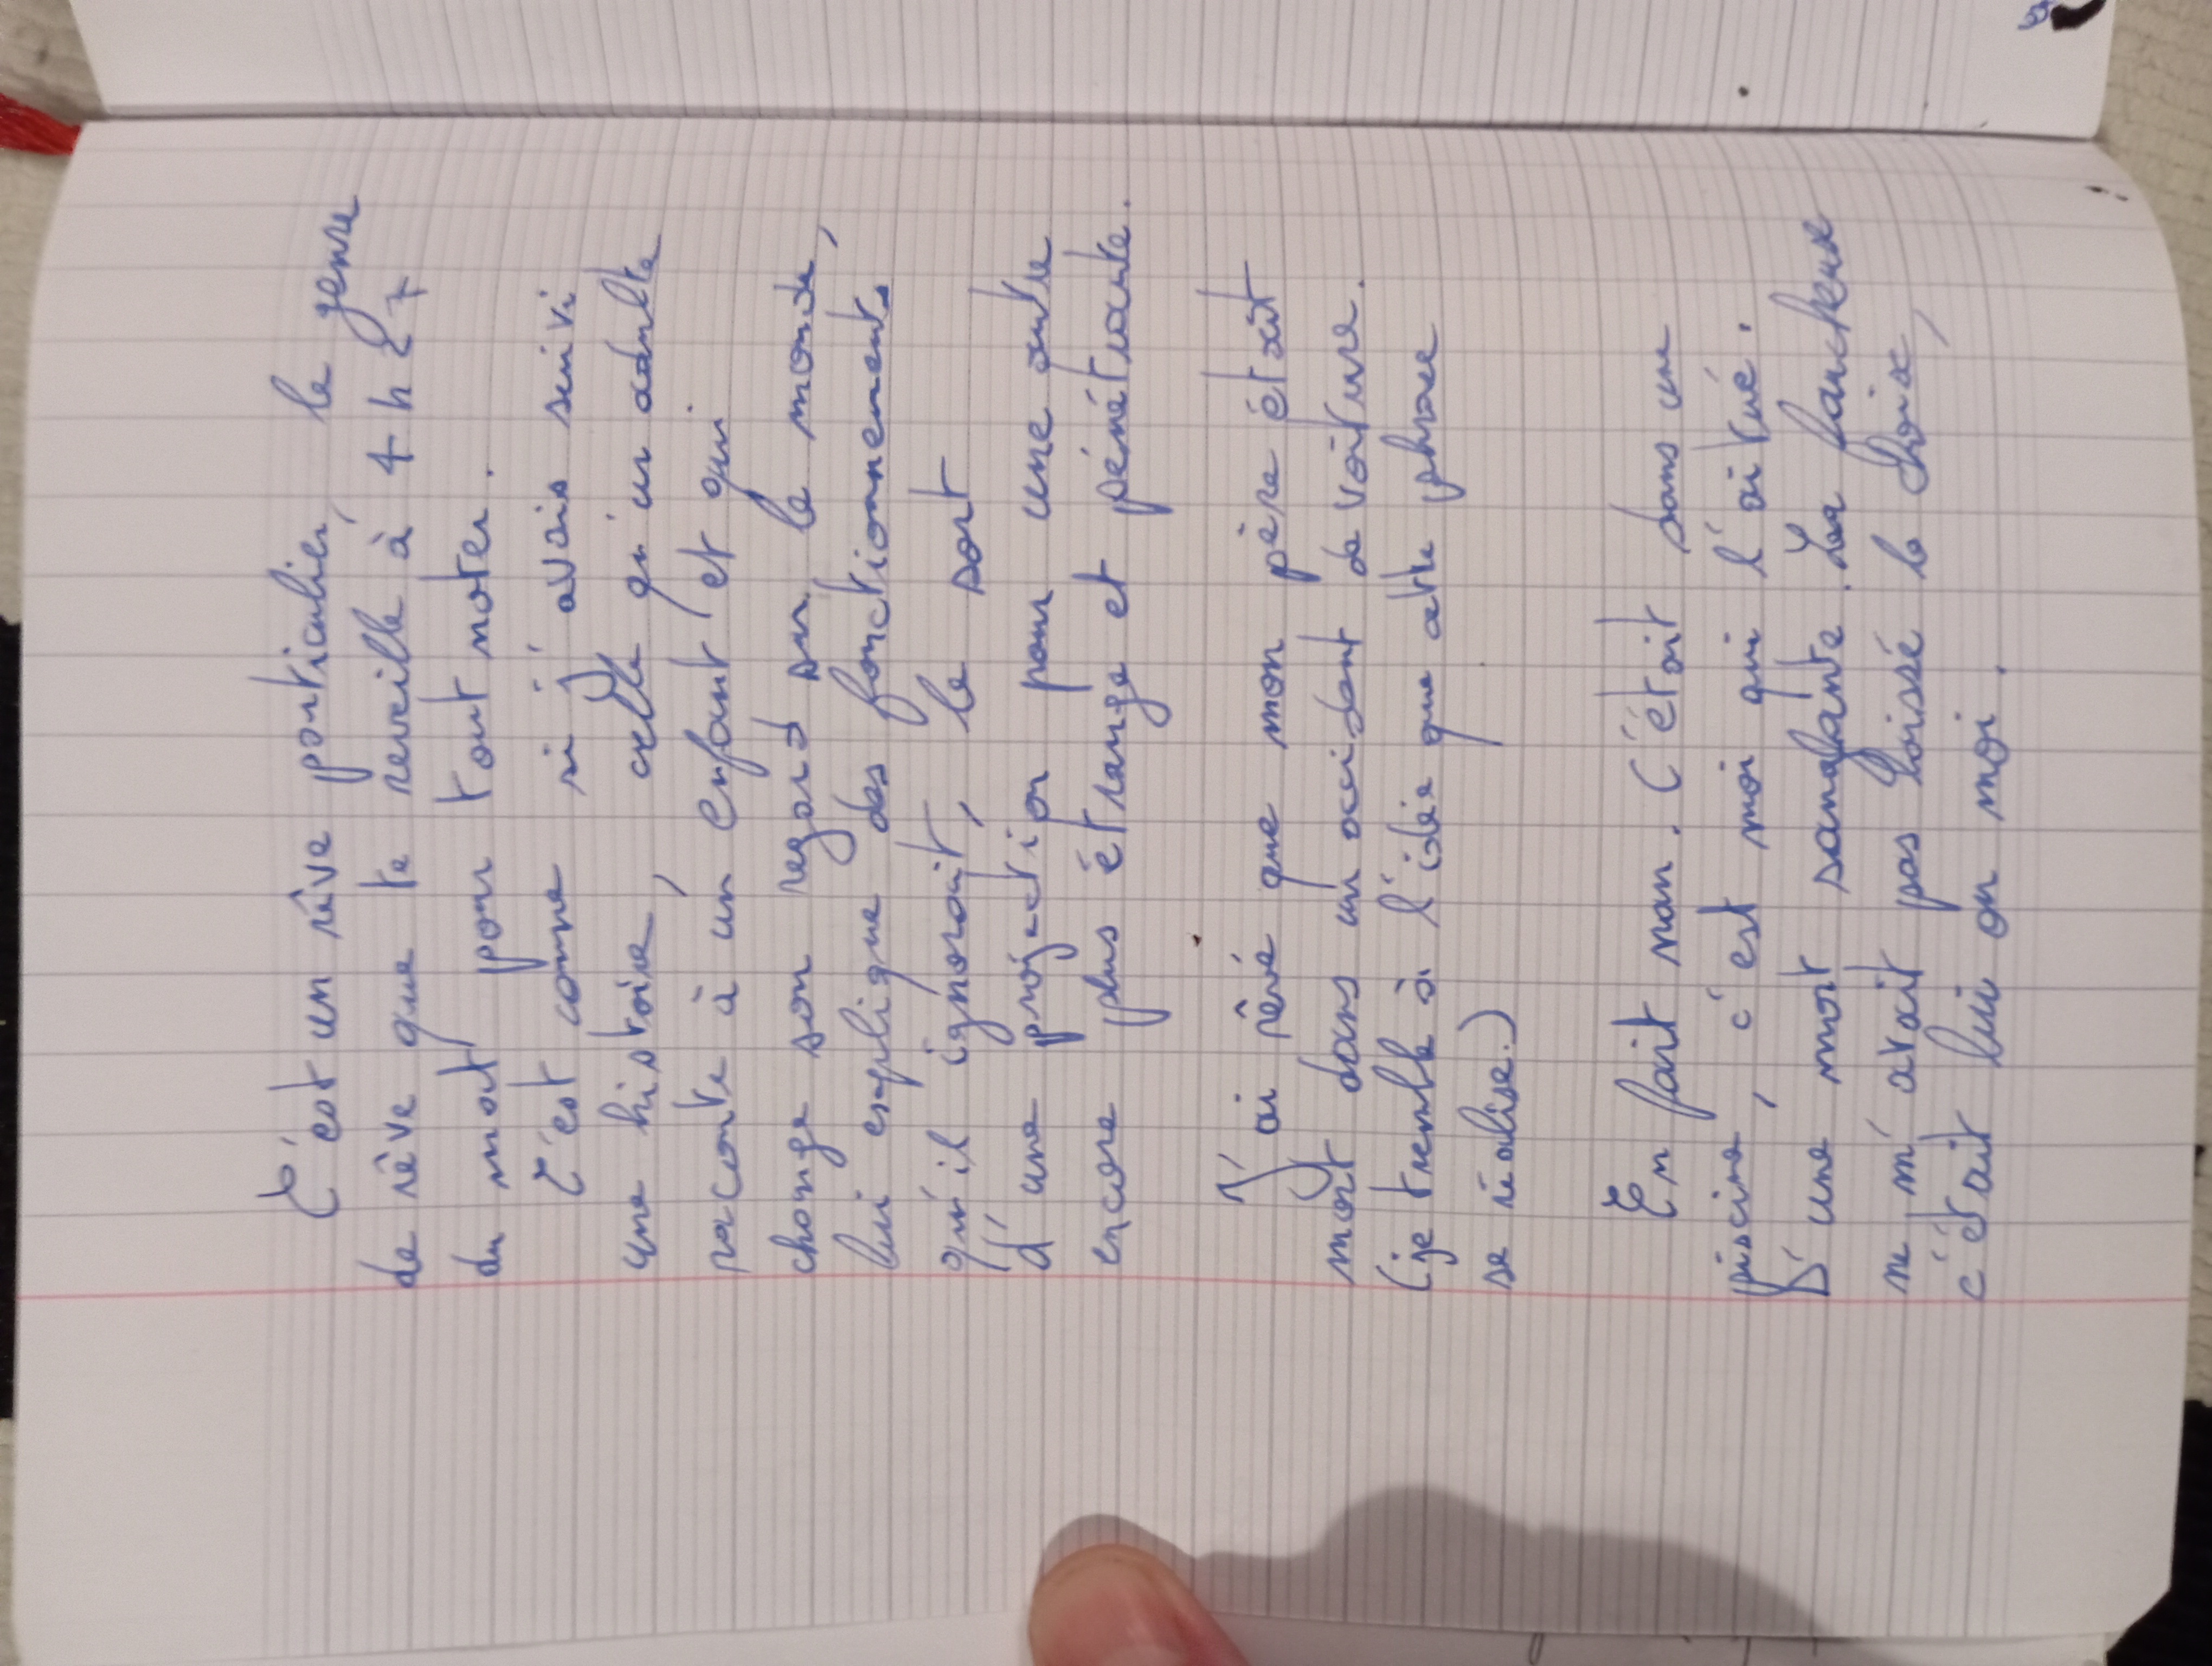 C'est un rêve particulier, le genre
de rêve que te reveille à 4h27
du mat' pour tout noter.
C'est comme si j'avais suivi
une histoire, celle qu'un adulte
raconte à un enfant et qui
change son regard sur le monde,
lui explique des fonctionnements
qu'il ignorait, le sort
d'une projection pour une autre
encore plus étrange et pénétrante.
J'ai rêvé que mon père était
mort dans un accident de voiture.
(je tremble à l'idée que cette phrase
se réalise.)
En fait non. C'était dans une
piscine, c'est moi qui l'ai tué.
D'une mort sanglante. La faucheuse
ne m'avait pas laissé le choix,
c'était lui ou moi.